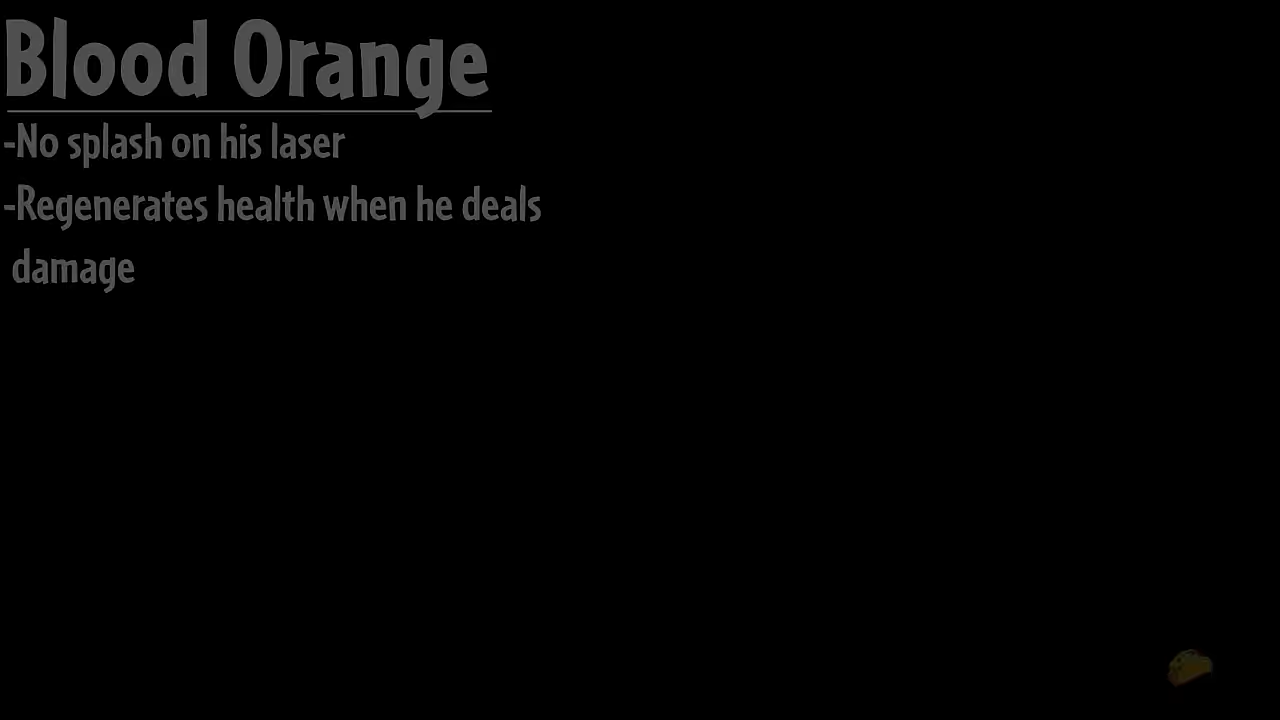 Blood Orange
-No splash on his laser
-Regenerates health when he deals
damage